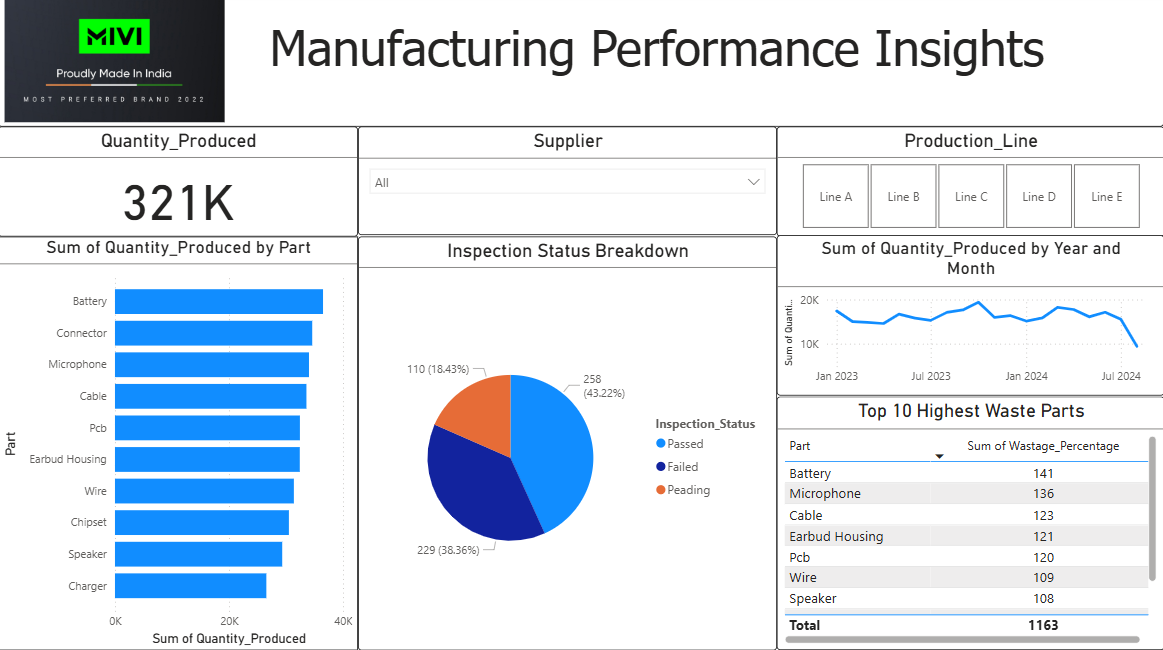 MIVI
Proudly Made In India
MOST PREFERRED BRAND 2022
Manufacturing Performance Insights
Quantity_Produced
321K
Supplier
All
Production_Line
Line A
Line B
Line C
Line D
Line E
Sum of Quantity_Produced by Part
Part
Battery
Connector
Microphone
Cable
Pcb
Earbud Housing
Wire
Chipset
Speaker
Charger
0K
20K
40K
Sum of Quantity_Produced
Inspection Status Breakdown
110 (18.43%)
258
(43.22%)
229 (38.36%)
Inspection_Status
Passed
Failed
Peading
Sum of Quantity_Produced by Year and
Month
Sum of Quanti...
20K
10K
Jan 2023
Jul 2023
Jan 2024
Jul 2024
Top 10 Highest Waste Parts
Part Sum of Wastage_Percentage
Battery 141
Microphone 136
Cable 123
Earbud Housing 121
Pcb 120
Wire 109
Speaker 108
Total 1163